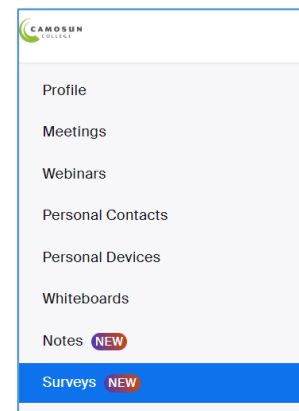 CAMOSUN
COLLEGE
Profile
Meetings
Webinars
Personal Contacts
Personal Devices
Whiteboards
Notes NEW
Surveys NEW